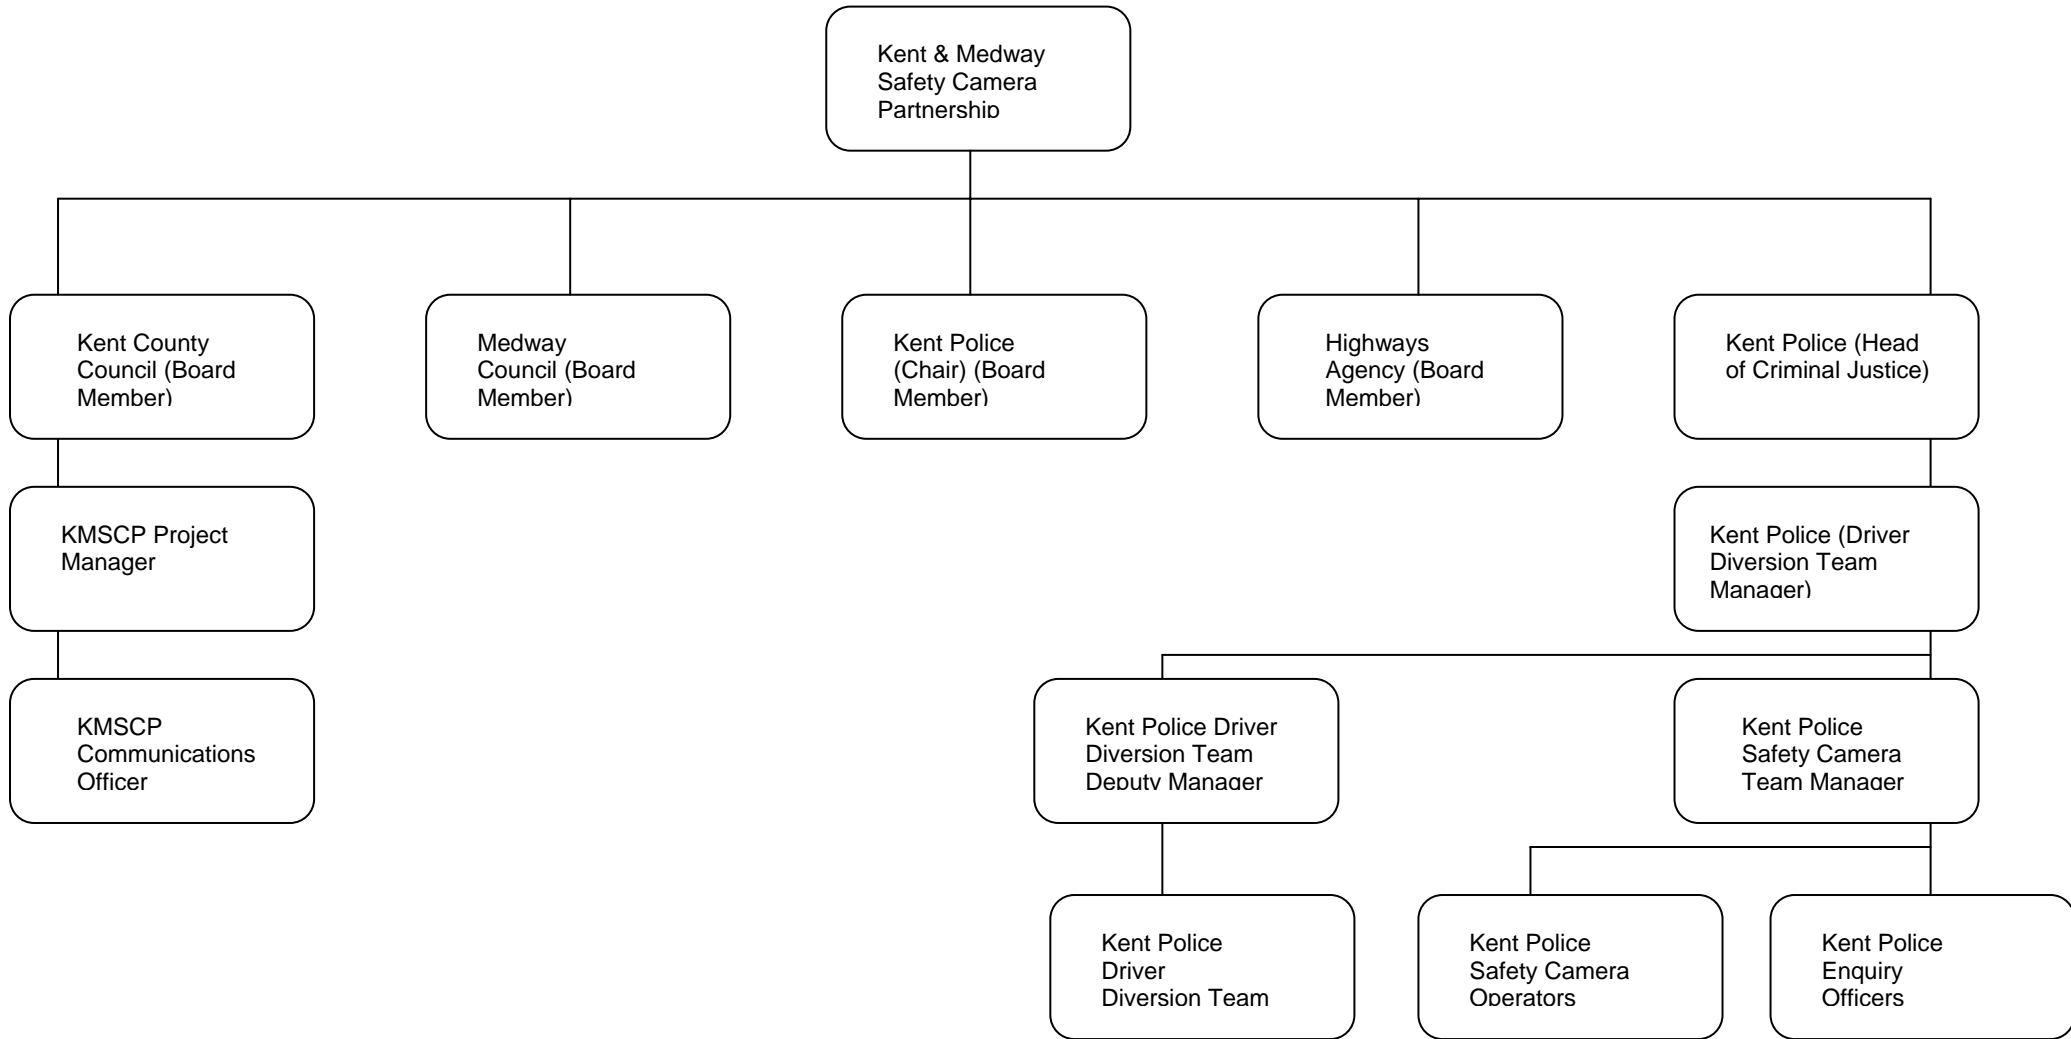 Kent & Medway
Safety Camera
Partnership
Kent County
Council (Board
Member)
Medway
Council (Board
Member)
Kent Police
(Chair) (Board
Member)
Highways
Agency (Board
Member)
Kent Police (Head
of Criminal Justice)
KMSCP Project
Manager
Kent Police (Driver
Diversion Team
Manager)
KMSCP
Communications
Officer
Kent Police Driver
Diversion Team
Deputy Manager
Kent Police
Safety Camera
Team Manager
Kent Police
Driver
Diversion Team
Kent Police
Safety Camera
Operators
Kent Police
Enquiry
Officers